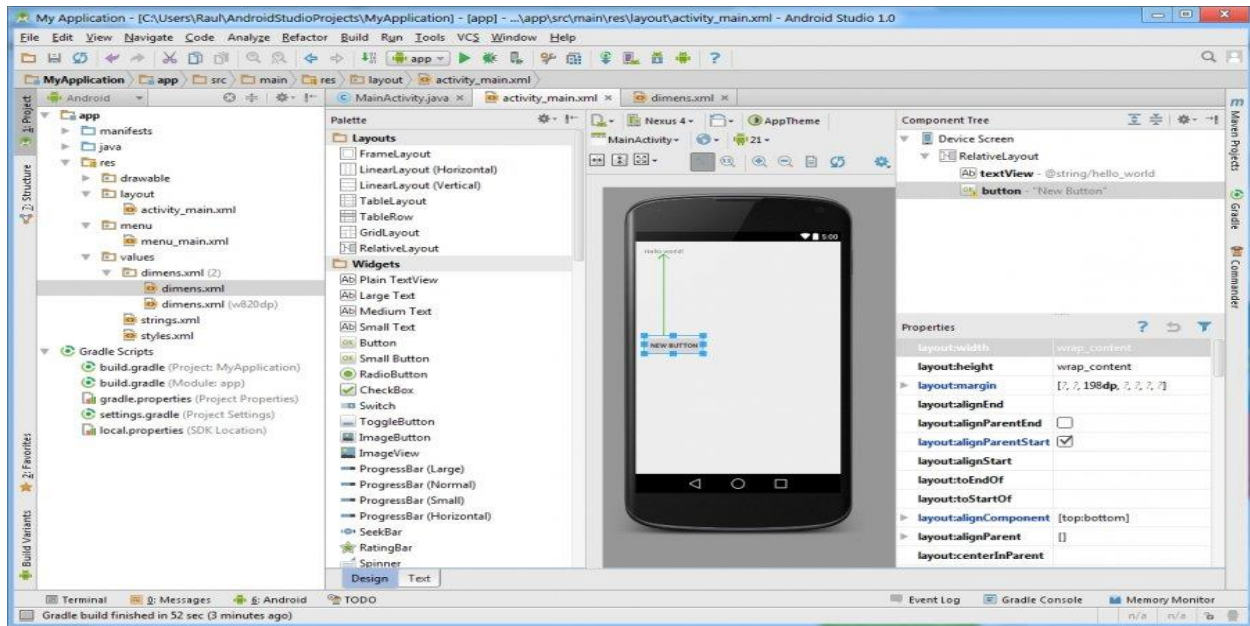 My Application - [C:\Users\Raul\AndroidStudioProjects\MyApplication] - [app] - ...\app\src\main\res\layout\activity_main.xml - Android Studio 1.0
File Edit View Navigate Code Analyze Refactor Build Run Tools VCS Window Help
app
MyApplication app src main res layout activity_main.xml
1: Project
2: Structure
2: Favorites
Build Variants
Android
app
manifests
java
res
drawable
layout
activity_main.xml
menu
menu_main.xml
values
dimens.xml (2)
dimens.xml
dimens.xml (w820dp)
strings.xml
styles.xml
Gradle Scripts
build.gradle (Project: MyApplication)
build.gradle (Module: app)
gradle.properties (Project Properties)
settings.gradle (Project Settings)
local.properties (SDK Location)
MainActivity.java activity_main.xml dimens.xml
Palette
Layouts
FrameLayout
LinearLayout (Horizontal)
LinearLayout (Vertical)
TableLayout
TableRow
GridLayout
RelativeLayout
Widgets
Plain TextView
Large Text
Medium Text
Small Text
Button
Small Button
RadioButton
CheckBox
Switch
ToggleButton
ImageButton
ImageView
ProgressBar (Large)
ProgressBar (Normal)
ProgressBar (Small)
ProgressBar (Horizontal)
SeekBar
RatingBar
Spinner
Design Text
Nexus 4 AppTheme
MainActivity 21
5:00
Hello world!
NEW BUTTON
Component Tree
Device Screen
RelativeLayout
textView - @string/hello_world
button - "New Button"
Properties
layout:width wrap_content
layout:height wrap_content
layout:margin [?, ?, 198dp, ?, ?, ?, ?]
layout:alignEnd
layout:alignParentEnd
layout:alignParentStart
layout:alignStart
layout:toEndOf
layout:toStartOf
layout:alignComponent [top:bottom]
layout:alignParent []
layout:centerInParent
Maven Projects
Gradle
Commander
Terminal 0: Messages 6: Android TODO Event Log Gradle Console Memory Monitor
Gradle build finished in 52 sec (3 minutes ago) n/a n/a